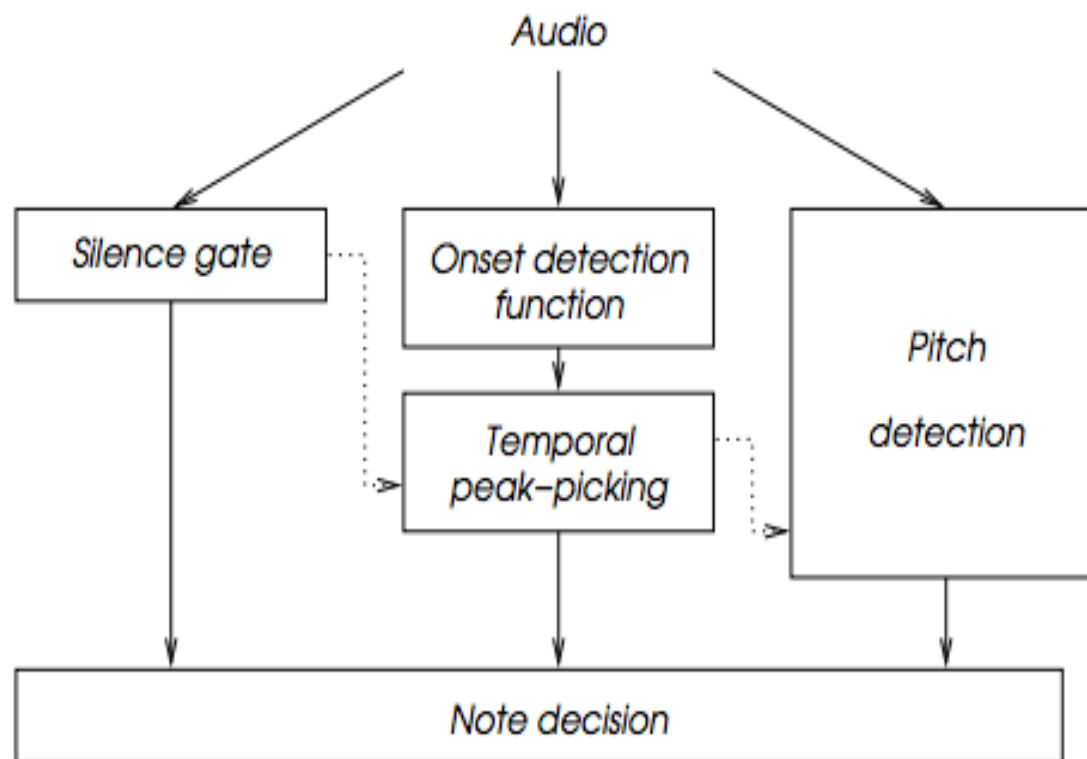 Audio
Silence gate
Onset detection
function
Pitch
detection
Temporal
peak-picking
Note decision